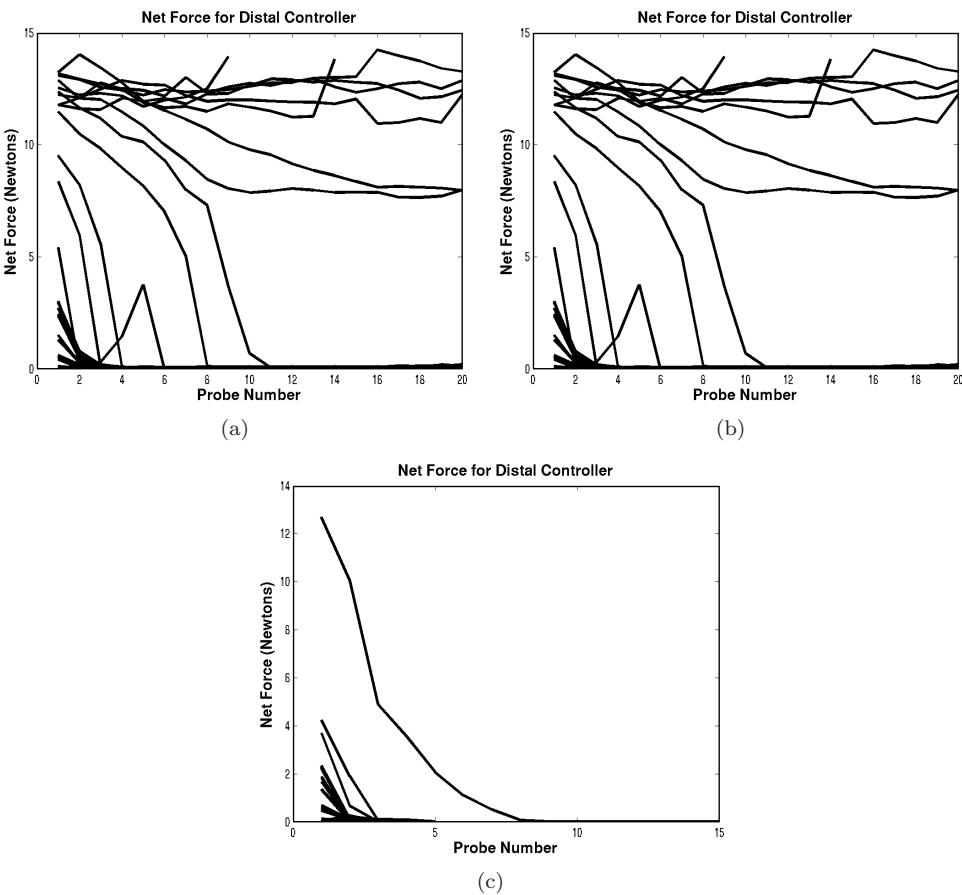 Net Force for Distal Controller
Net Force (Newtons)
15
10
5
0
0 2 4 6 8 10 12 14 16 18 20
Probe Number
(a)
Net Force for Distal Controller
Net Force (Newtons)
15
10
5
0
0 2 4 6 8 10 12 14 16 18 20
Probe Number
(b)
Net Force for Distal Controller
Net Force (Newtons)
14
12
10
8
6
4
2
0
0 5 10 15
Probe Number
(c)